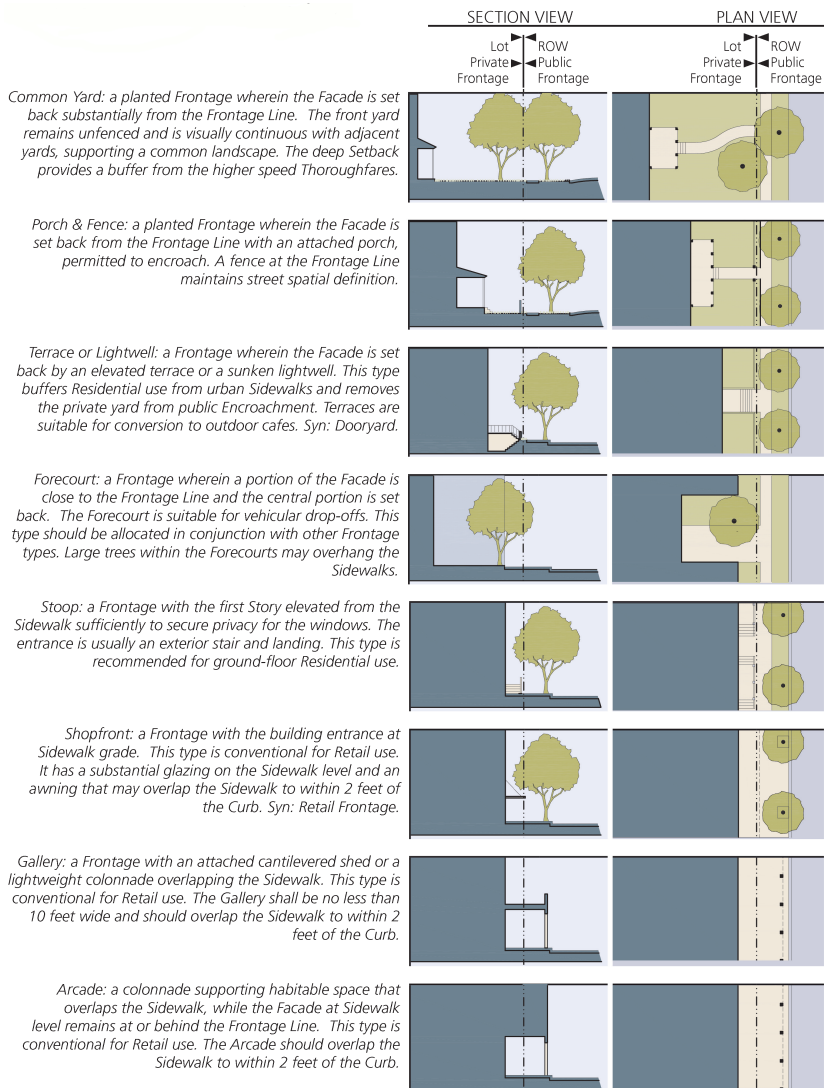 SECTION VIEW
PLAN VIEW
Lot
Private
Frontage
ROW
Public
Frontage
Lot
Private
Frontage
ROW
Public
Frontage
Common Yard: a planted Frontage wherein the Facade is set
back substantially from the Frontage Line.  The front yard
remains unfenced and is visually continuous with adjacent
yards, supporting a common landscape. The deep Setback
provides a buffer from the higher speed Thoroughfares.
Porch & Fence: a planted Frontage wherein the Facade is
set back from the Frontage Line with an attached porch,
permitted to encroach. A fence at the Frontage Line
maintains street spatial definition.
Terrace or Lightwell: a Frontage wherein the Facade is set
back by an elevated terrace or a sunken lightwell. This type
buffers Residential use from urban Sidewalks and removes
the private yard from public Encroachment. Terraces are
suitable for conversion to outdoor cafes. Syn: Dooryard.
Forecourt: a Frontage wherein a portion of the Facade is
close to the Frontage Line and the central portion is set
back.  The Forecourt is suitable for vehicular drop-offs. This
type should be allocated in conjunction with other Frontage
types. Large trees within the Forecourts may overhang the
Sidewalks.
Stoop: a Frontage with the first Story elevated from the
Sidewalk sufficiently to secure privacy for the windows. The
entrance is usually an exterior stair and landing. This type is
recommended for ground-floor Residential use.
Shopfront: a Frontage with the building entrance at
Sidewalk grade.  This type is conventional for Retail use.
It has a substantial glazing on the Sidewalk level and an
awning that may overlap the Sidewalk to within 2 feet of
the Curb. Syn: Retail Frontage.
Gallery: a Frontage with an attached cantilevered shed or a
lightweight colonnade overlapping the Sidewalk. This type is
conventional for Retail use. The Gallery shall be no less than
10 feet wide and should overlap the Sidewalk to within 2
feet of the Curb.
Arcade: a colonnade supporting habitable space that
overlaps the Sidewalk, while the Facade at Sidewalk
level remains at or behind the Frontage Line.  This type is
conventional for Retail use. The Arcade should overlap the
Sidewalk to within 2 feet of the Curb.